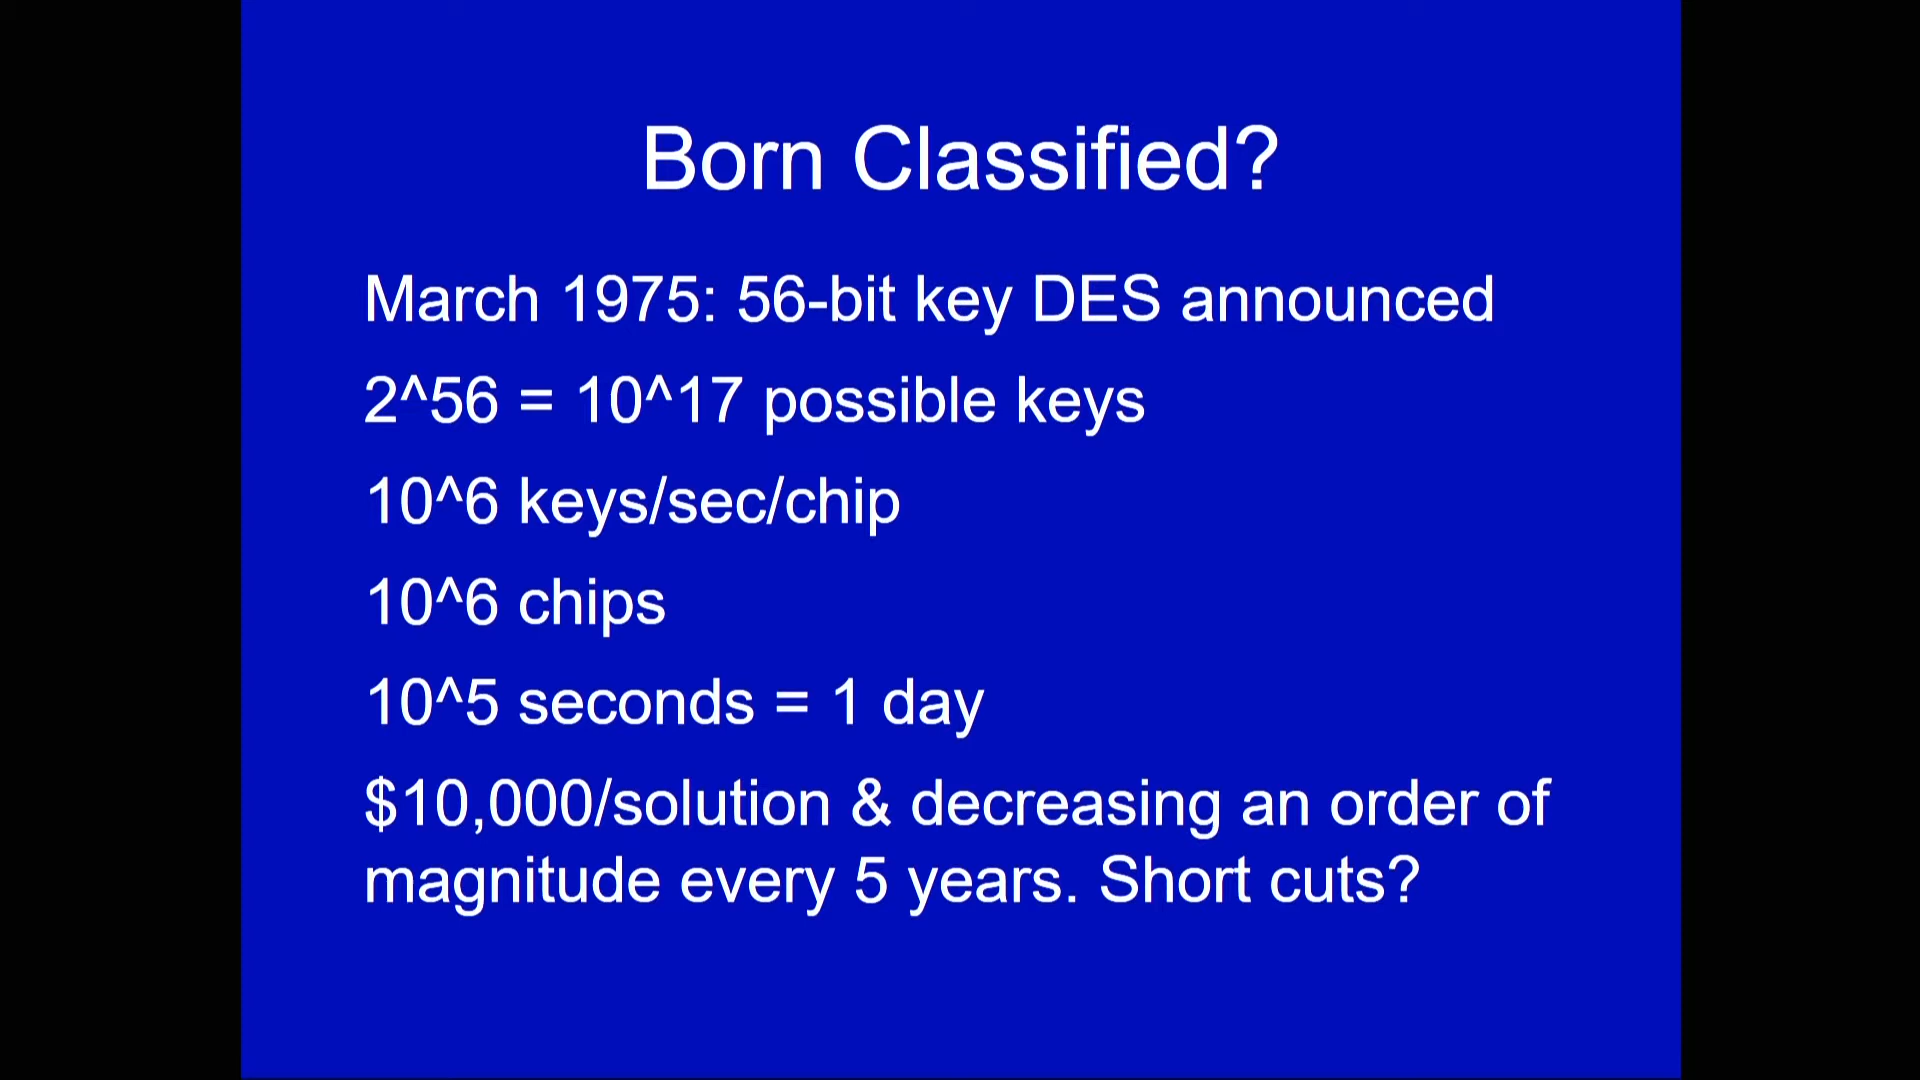 Born Classified?
March 1975: 56-bit key DES announced
2^56 = 10^17 possible keys
10^6 keys/sec/chip
10^6 chips
10^5 seconds = 1 day
$10,000/solution & decreasing an order of
magnitude every 5 years. Short cuts?